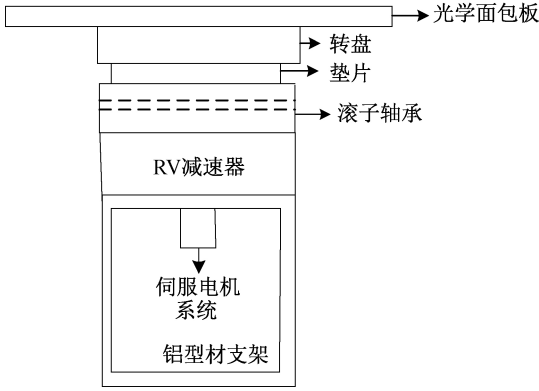 光学面包板
转盘
垫片
滚子轴承
RV减速器
伺服电机
系统
铝型材支架